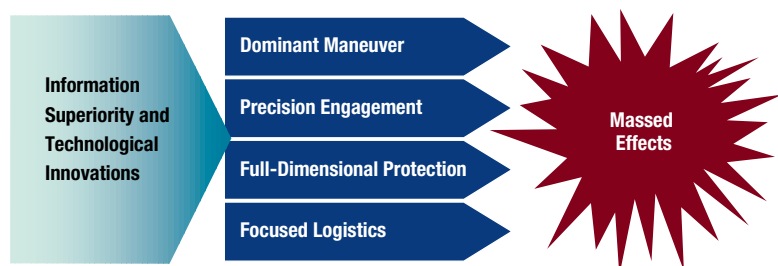 Information
Superiority and
Technological
Innovations
Dominant Maneuver
Precision Engagement
Full-Dimensional Protection
Focused Logistics
Massed
Effects